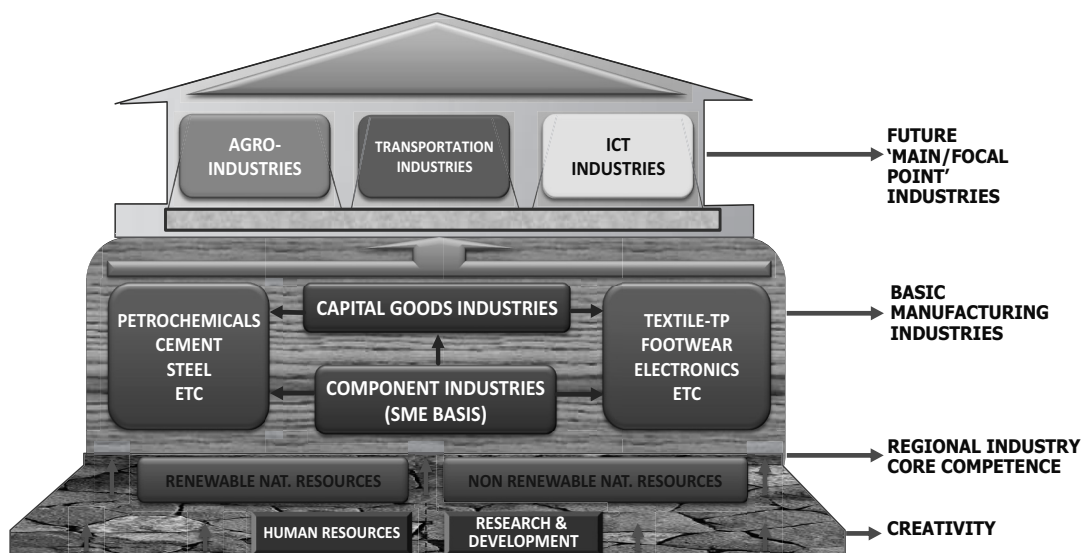 AGRO-
INDUSTRIES
TRANSPORTATION
INDUSTRIES
ICT
INDUSTRIES
FUTURE
‘MAIN/FOCAL
POINT’
INDUSTRIES
PETROCHEMICALS
CEMENT
STEEL
ETC
CAPITAL GOODS INDUSTRIES
COMPONENT INDUSTRIES
(SME BASIS)
TEXTILE-TP
FOOTWEAR
ELECTRONICS
ETC
BASIC
MANUFACTURING
INDUSTRIES
RENEWABLE NAT. RESOURCES
NON RENEWABLE NAT. RESOURCES
REGIONAL INDUSTRY
CORE COMPETENCE
HUMAN RESOURCES
RESEARCH &
DEVELOPMENT
CREATIVITY